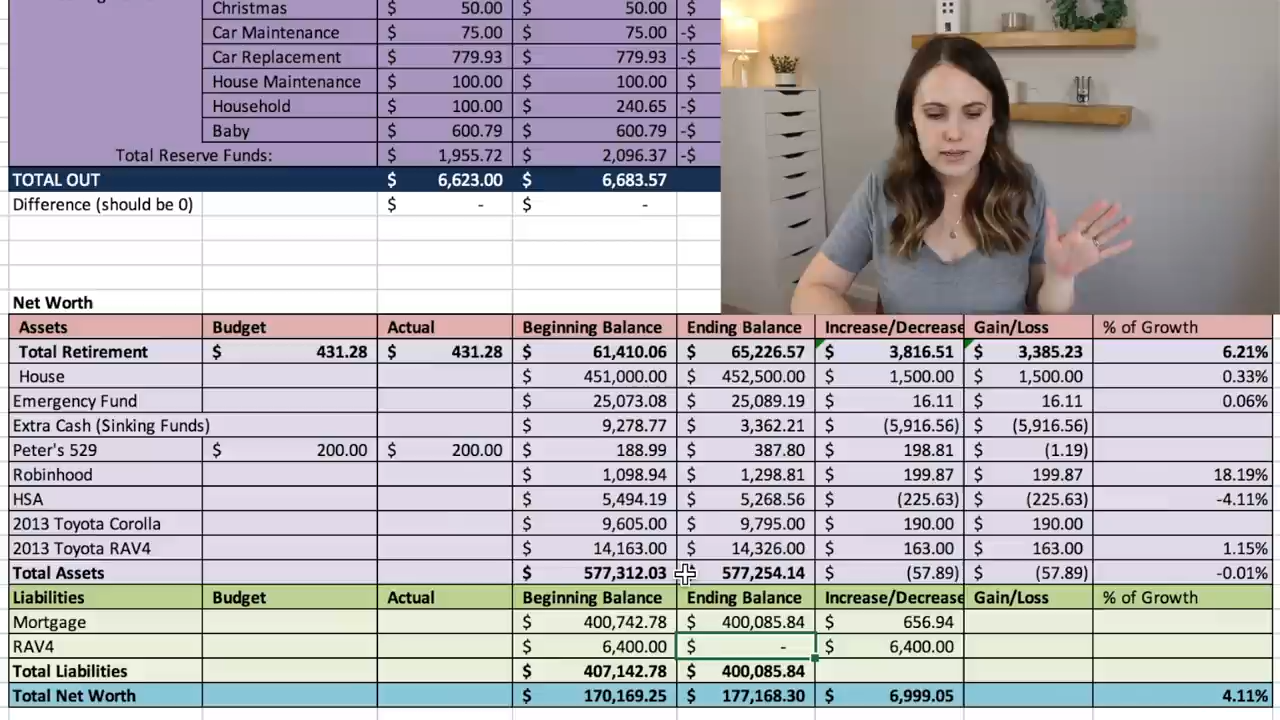 Christmas $ 50.00 $ 50.00 -$
Car Maintenance $ 75.00 $ 75.00 -$
Car Replacement $ 779.93 $ 779.93 -$
House Maintenance $ 100.00 $ 100.00 -$
Household $ 100.00 $ 240.65 -$
Baby $ 600.79 $ 600.79 -$
Total Reserve Funds: $ 1,955.72 $ 2,096.37 -$
TOTAL OUT $ 6,623.00 $ 6,683.57
Difference (should be 0) $ - $ -
Net Worth
Assets Budget Actual Beginning Balance Ending Balance Increase/Decrease Gain/Loss % of Growth
Total Retirement $ 431.28 $ 431.28 $ 61,410.06 $ 65,226.57 $ 3,816.51 $ 3,385.23 6.21%
House $ 451,000.00 $ 452,500.00 $ 1,500.00 $ 1,500.00 0.33%
Emergency Fund $ 25,073.08 $ 25,089.19 $ 16.11 $ 16.11 0.06%
Extra Cash (Sinking Funds) $ 9,278.77 $ 3,362.21 $ (5,916.56) $ (5,916.56)
Peter's 529 $ 200.00 $ 200.00 $ 188.99 $ 387.80 $ 198.81 $ (1.19)
Robinhood $ 1,098.94 $ 1,298.81 $ 199.87 $ 199.87 18.19%
HSA $ 5,494.19 $ 5,268.56 $ (225.63) $ (225.63) -4.11%
2013 Toyota Corolla $ 9,605.00 $ 9,795.00 $ 190.00 $ 190.00
2013 Toyota RAV4 $ 14,163.00 $ 14,326.00 $ 163.00 $ 163.00 1.15%
Total Assets $ 577,312.03 $ 577,254.14 $ (57.89) $ (57.89) -0.01%
Liabilities Budget Actual Beginning Balance Ending Balance Increase/Decrease Gain/Loss % of Growth
Mortgage $ 400,742.78 $ 400,085.84 $ 656.94
RAV4 $ 6,400.00 $ - $ 6,400.00
Total Liabilities $ 407,142.78 $ 400,085.84
Total Net Worth $ 170,169.25 $ 177,168.30 $ 6,999.05 4.11%